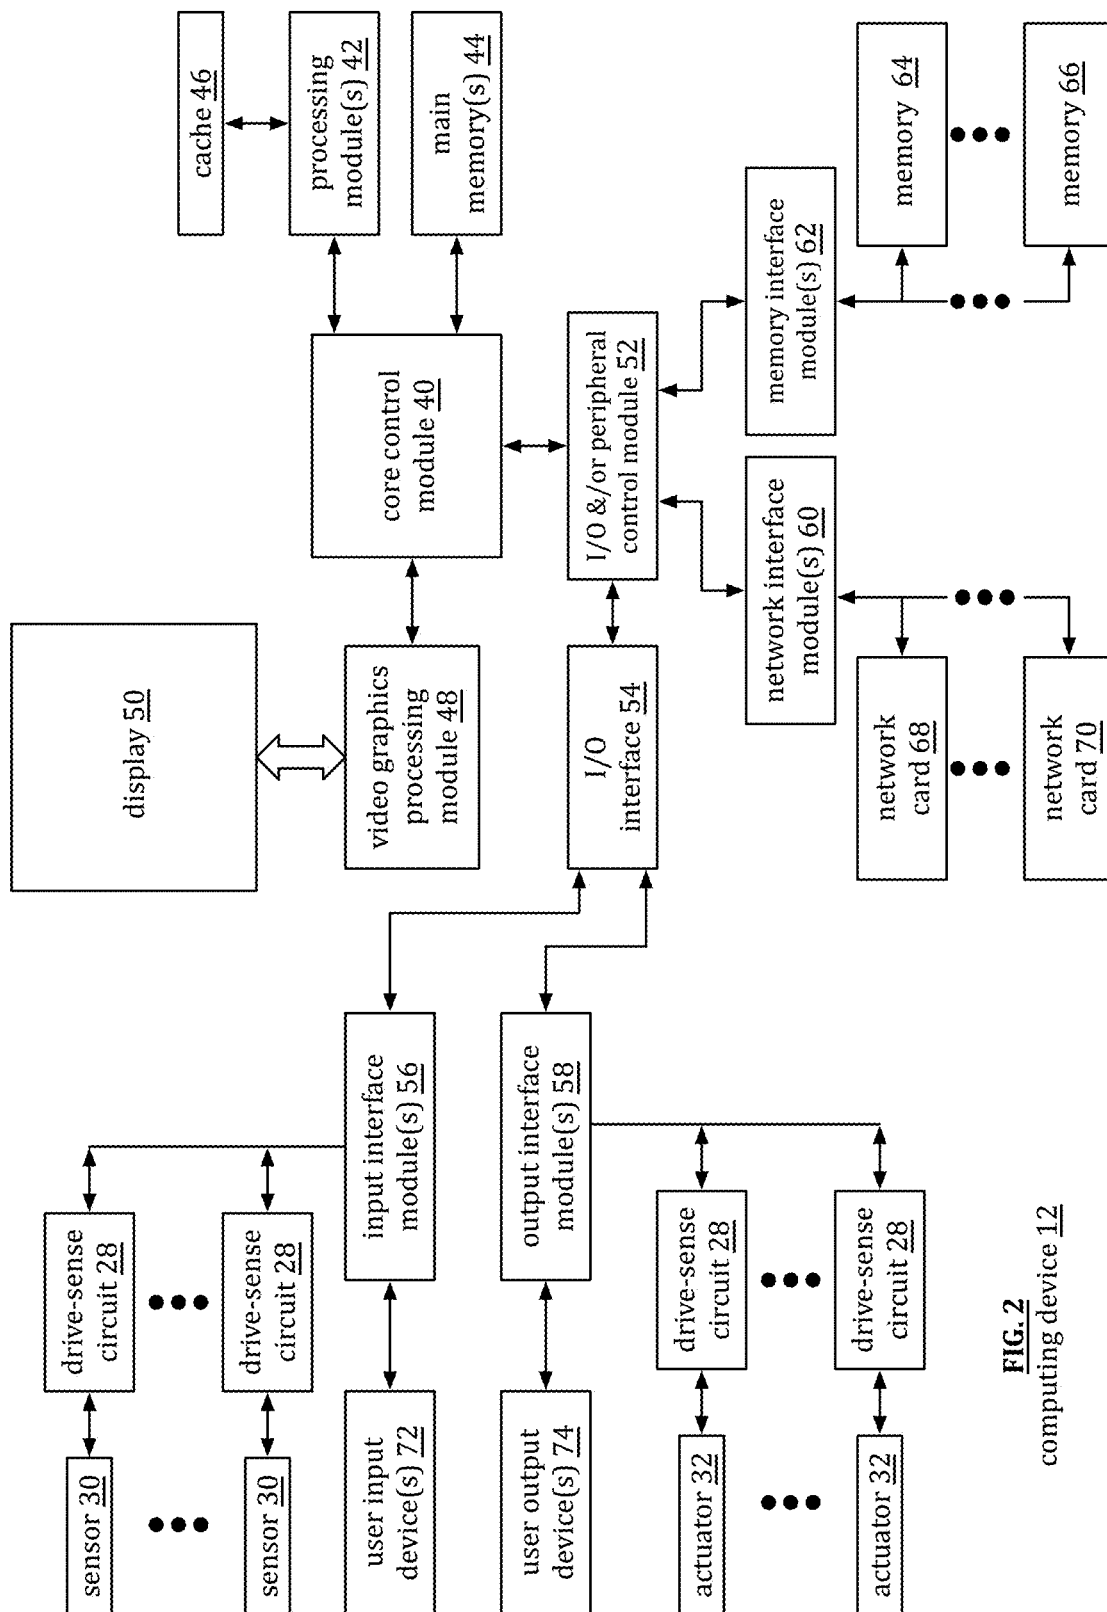 display 50
cache 46
processing
module(s) 42
main
memory(s) 44
core control
module 40
video graphics
processing
module 48
sensor 30
drive-sense
circuit 28
sensor 30
drive-sense
circuit 28
user input
device(s) 72
input interface
module(s) 56
I/O
interface 54
I/O &/or peripheral
control module 52
user output
device(s) 74
output interface
module(s) 58
network interface
module(s) 60
memory interface
module(s) 62
actuator 32
drive-sense
circuit 28
actuator 32
drive-sense
circuit 28
network
card 68
network
card 70
memory 64
memory 66
FIG. 2
computing device 12